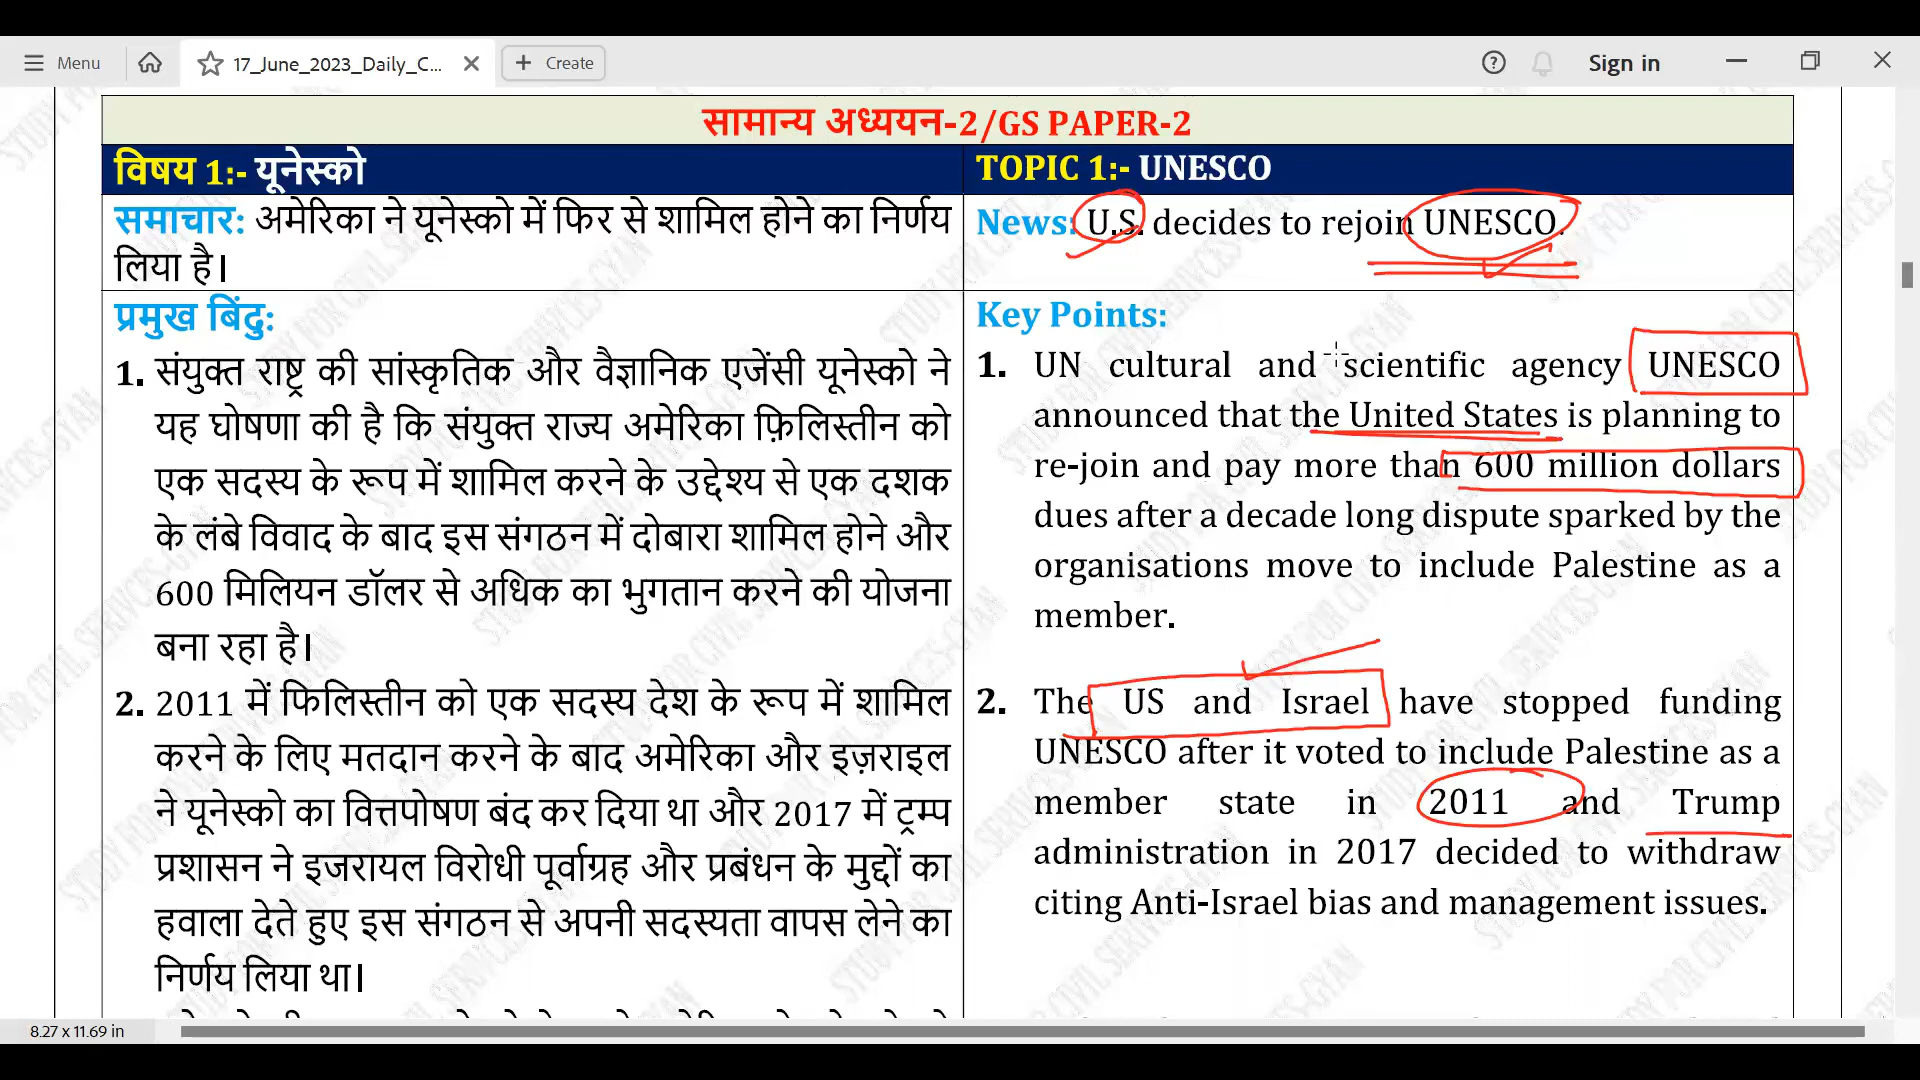 Menu
17_June_2023_Daily_C...
Create
Sign in
सामान्य अध्ययन-2/GS PAPER-2
विषय 1:- यूनेस्को
समाचार: अमेरिका ने यूनेस्को में फिर से शामिल होने का निर्णय
लिया है।
प्रमुख बिंदु:
1. संयुक्त राष्ट्र की सांस्कृतिक और वैज्ञानिक एजेंसी यूनेस्को ने
यह घोषणा की है कि संयुक्त राज्य अमेरिका फ़िलिस्तीन को
एक सदस्य के रूप में शामिल करने के उद्देश्य से एक दशक
के लंबे विवाद के बाद इस संगठन में दोबारा शामिल होने और
600 मिलियन डॉलर से अधिक का भुगतान करने की योजना
बना रहा है।
2. 2011 में फिलिस्तीन को एक सदस्य देश के रूप में शामिल
करने के लिए मतदान करने के बाद अमेरिका और इज़राइल
ने यूनेस्को का वित्तपोषण बंद कर दिया था और 2017 में ट्रम्प
प्रशासन ने इजरायल विरोधी पूर्वाग्रह और प्रबंधन के मुद्दों का
हवाला देते हुए इस संगठन से अपनी सदस्यता वापस लेने का
निर्णय लिया था।
TOPIC 1:- UNESCO
News: U.S. decides to rejoin UNESCO.
Key Points:
1. UN cultural and scientific agency UNESCO
announced that the United States is planning to
re-join and pay more than 600 million dollars
dues after a decade long dispute sparked by the
organisations move to include Palestine as a
member.
2. The US and Israel have stopped funding
UNESCO after it voted to include Palestine as a
member state in 2011 and Trump
administration in 2017 decided to withdraw
citing Anti-Israel bias and management issues.
8.27 x 11.69 in